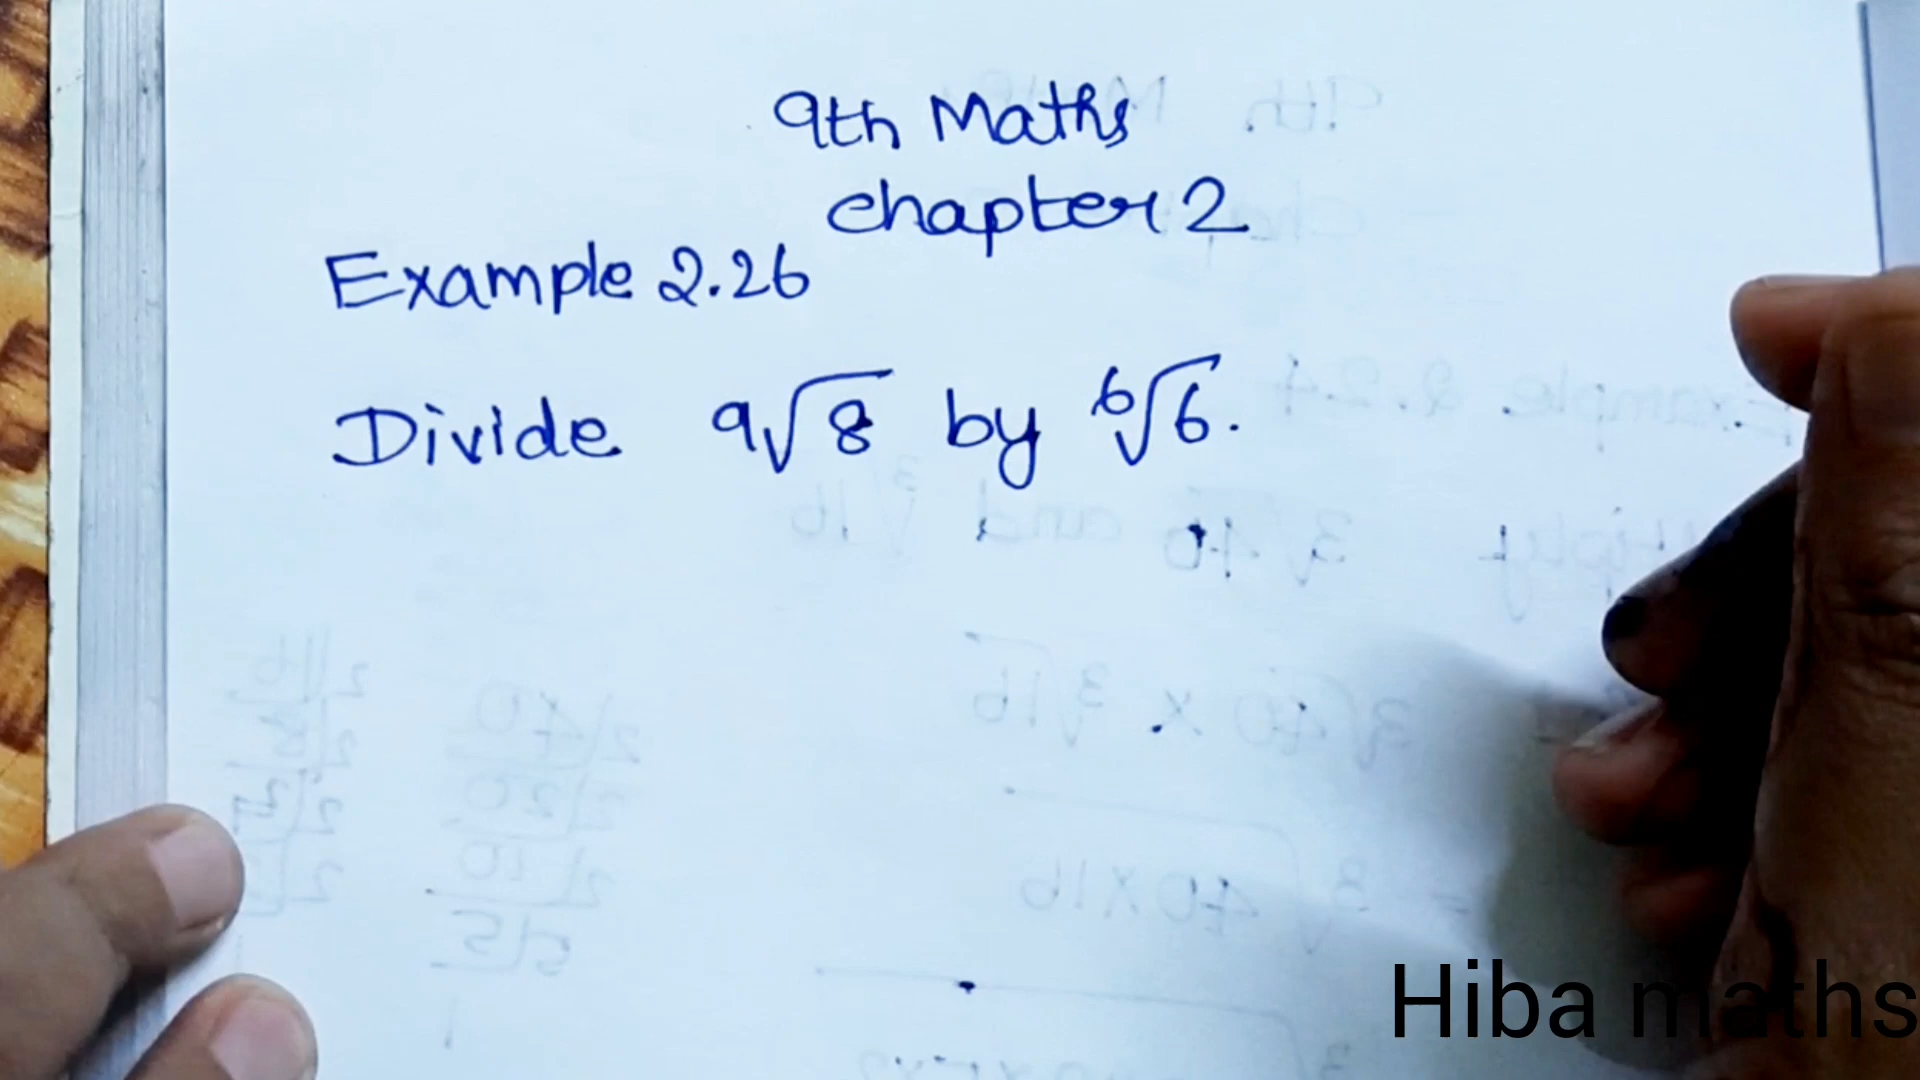 9th Maths
chapter 2
Example 2.26
Divide ⁹√8 by ⁶√6.
Hiba maths